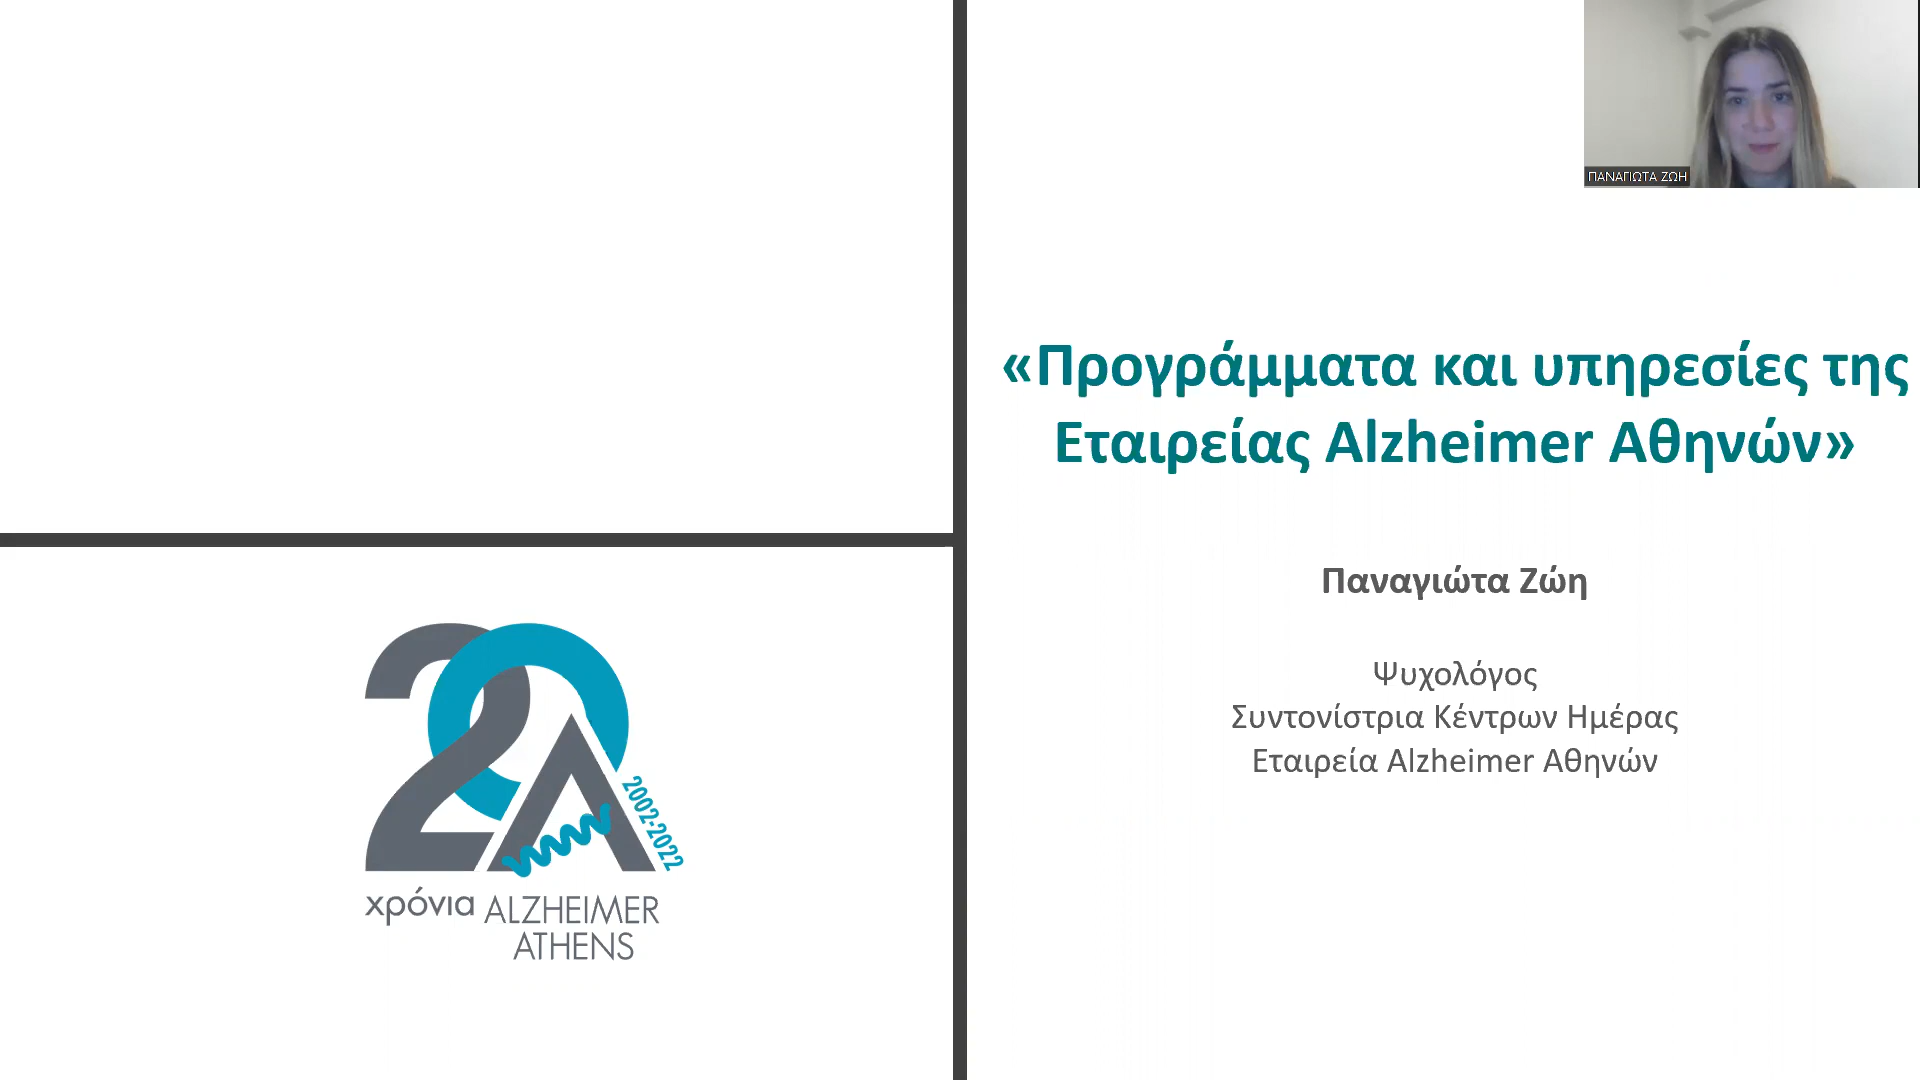 ΠΑΝΑΓΙΩΤΑ ΖΩΗ
«Προγράμματα και υπηρεσίες της
Εταιρείας Alzheimer Αθηνών»
Παναγιώτα Ζώη
Ψυχολόγος
Συντονίστρια Κέντρων Ημέρας
Εταιρεία Alzheimer Αθηνών
20
2002-2022
χρόνια ALZHEIMER
ATHENS